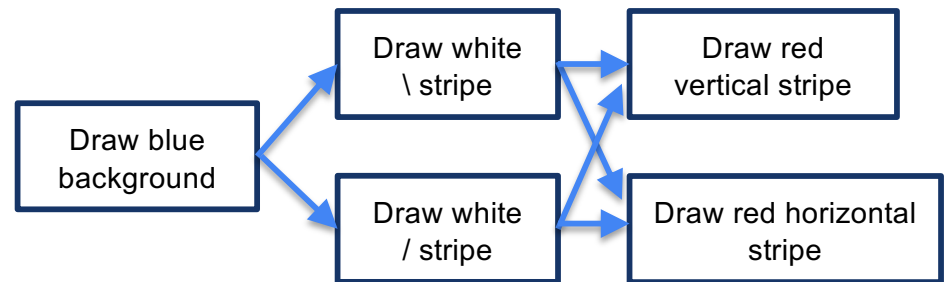 Draw blue
background
Draw white
\ stripe
Draw white
/ stripe
Draw red
vertical stripe
Draw red horizontal
stripe